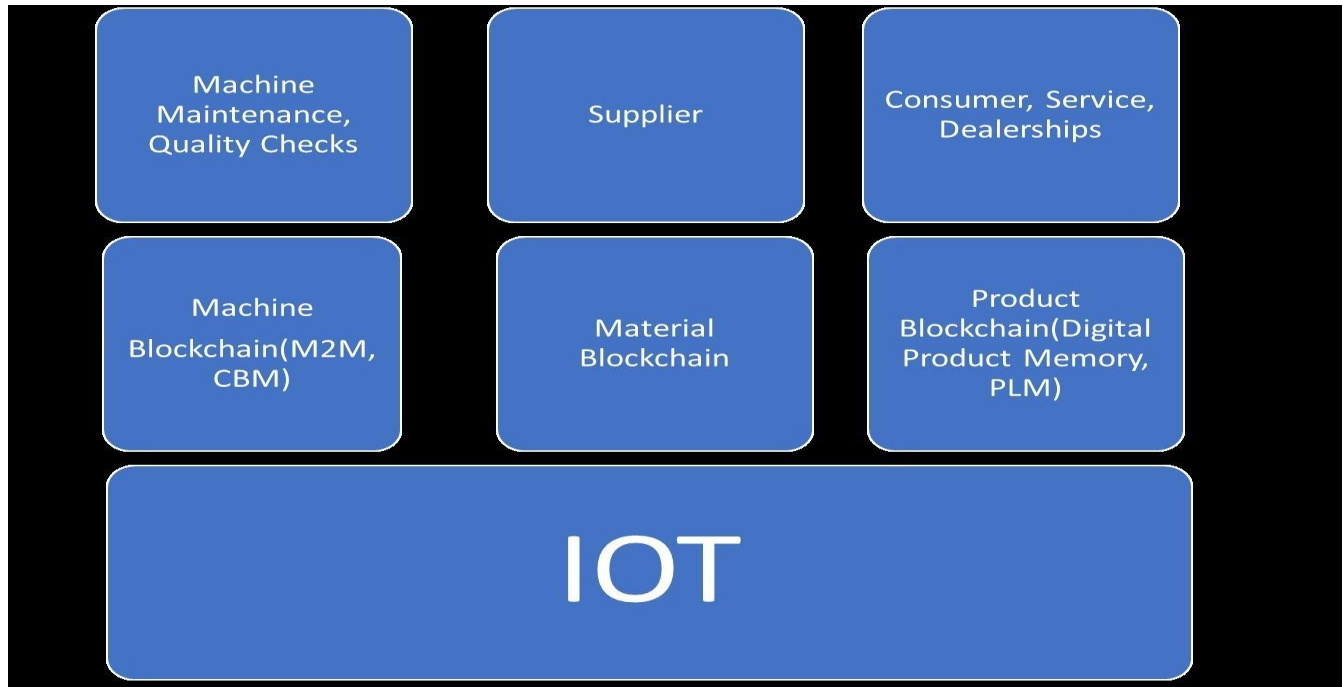 Machine
Maintenance,
Quality Checks
Supplier
Consumer, Service,
Dealerships
Machine
Blockchain(M2M,
CBM)
Material
Blockchain
Product
Blockchain(Digital
Product Memory,
PLM)
IOT